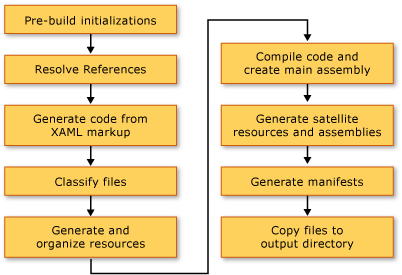 Pre-build initializations
Resolve References
Generate code from
XAML markup
Classify files
Generate and
organize resources
Compile code and
create main assembly
Generate satellite
resources and assemblies
Generate manifests
Copy files to
output directory